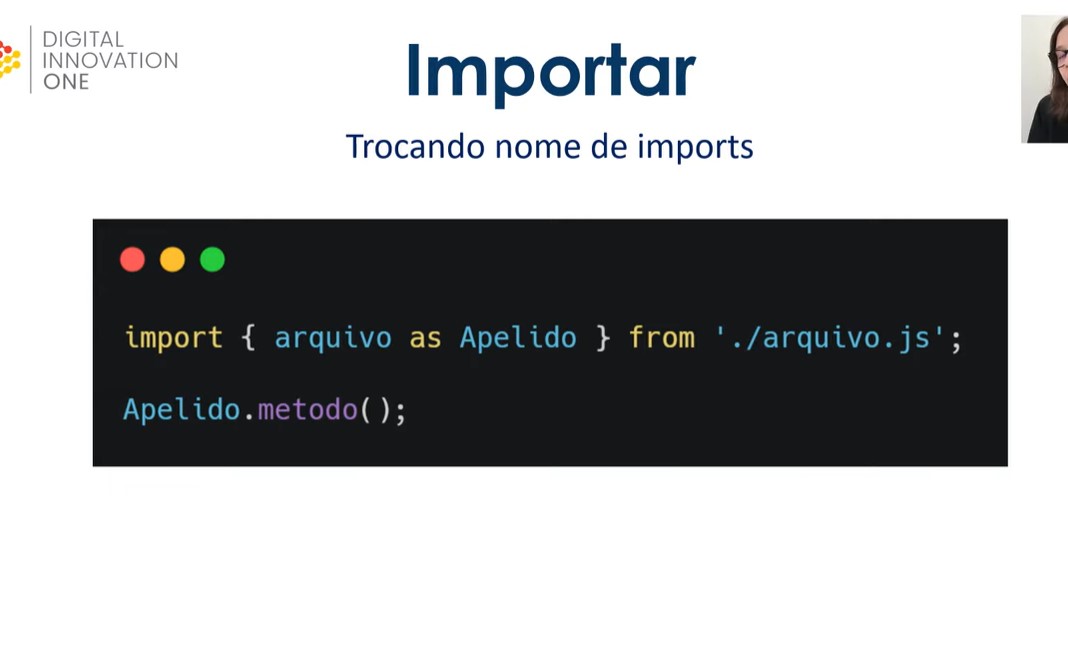 DIGITAL
INNOVATION
ONE
Importar
Trocando nome de imports
import { arquivo as Apelido } from './arquivo.js';
Apelido.metodo();